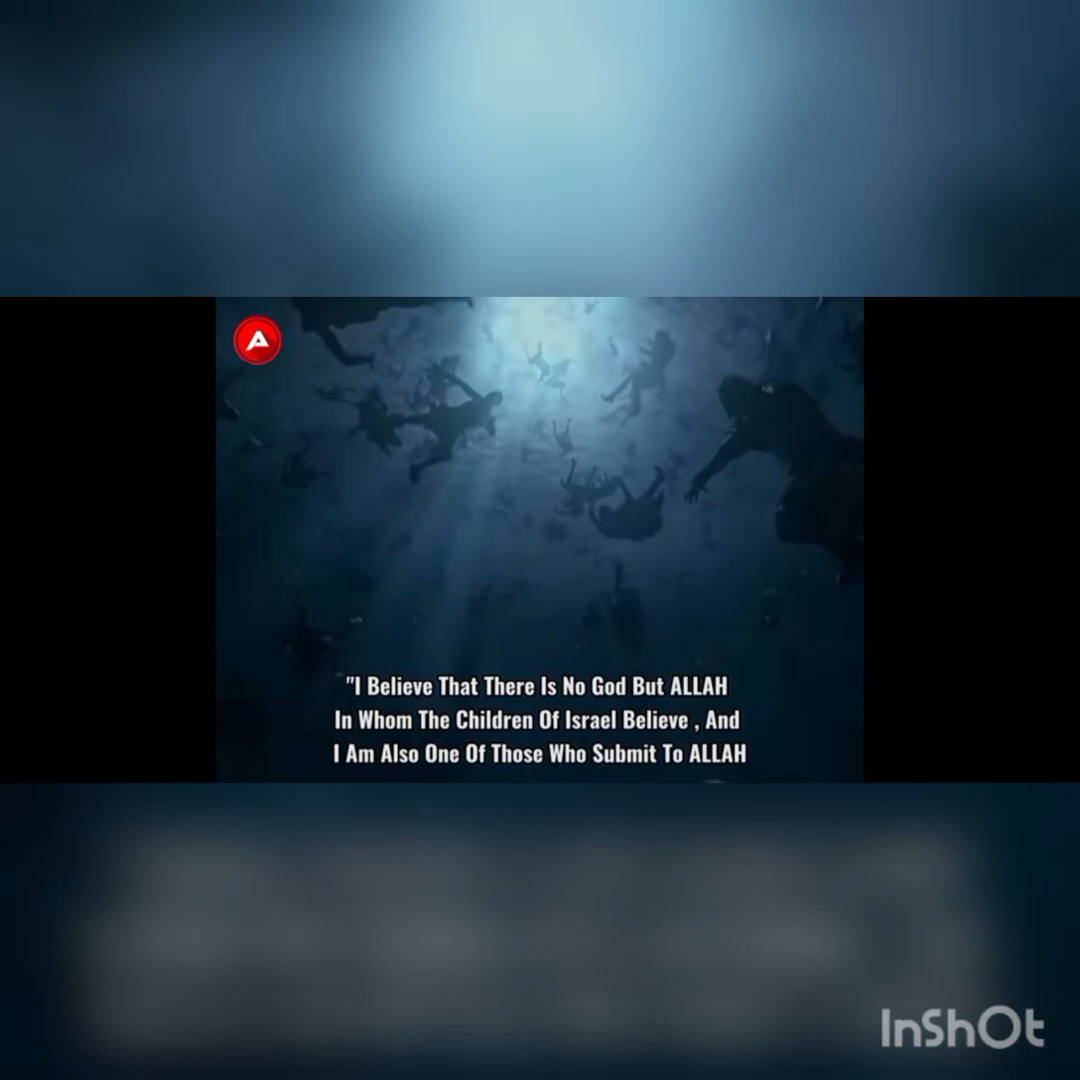 A
"I Believe That There Is No God But ALLAH
In Whom The Children Of Israel Believe , And
I Am Also One Of Those Who Submit To ALLAH
InShOt